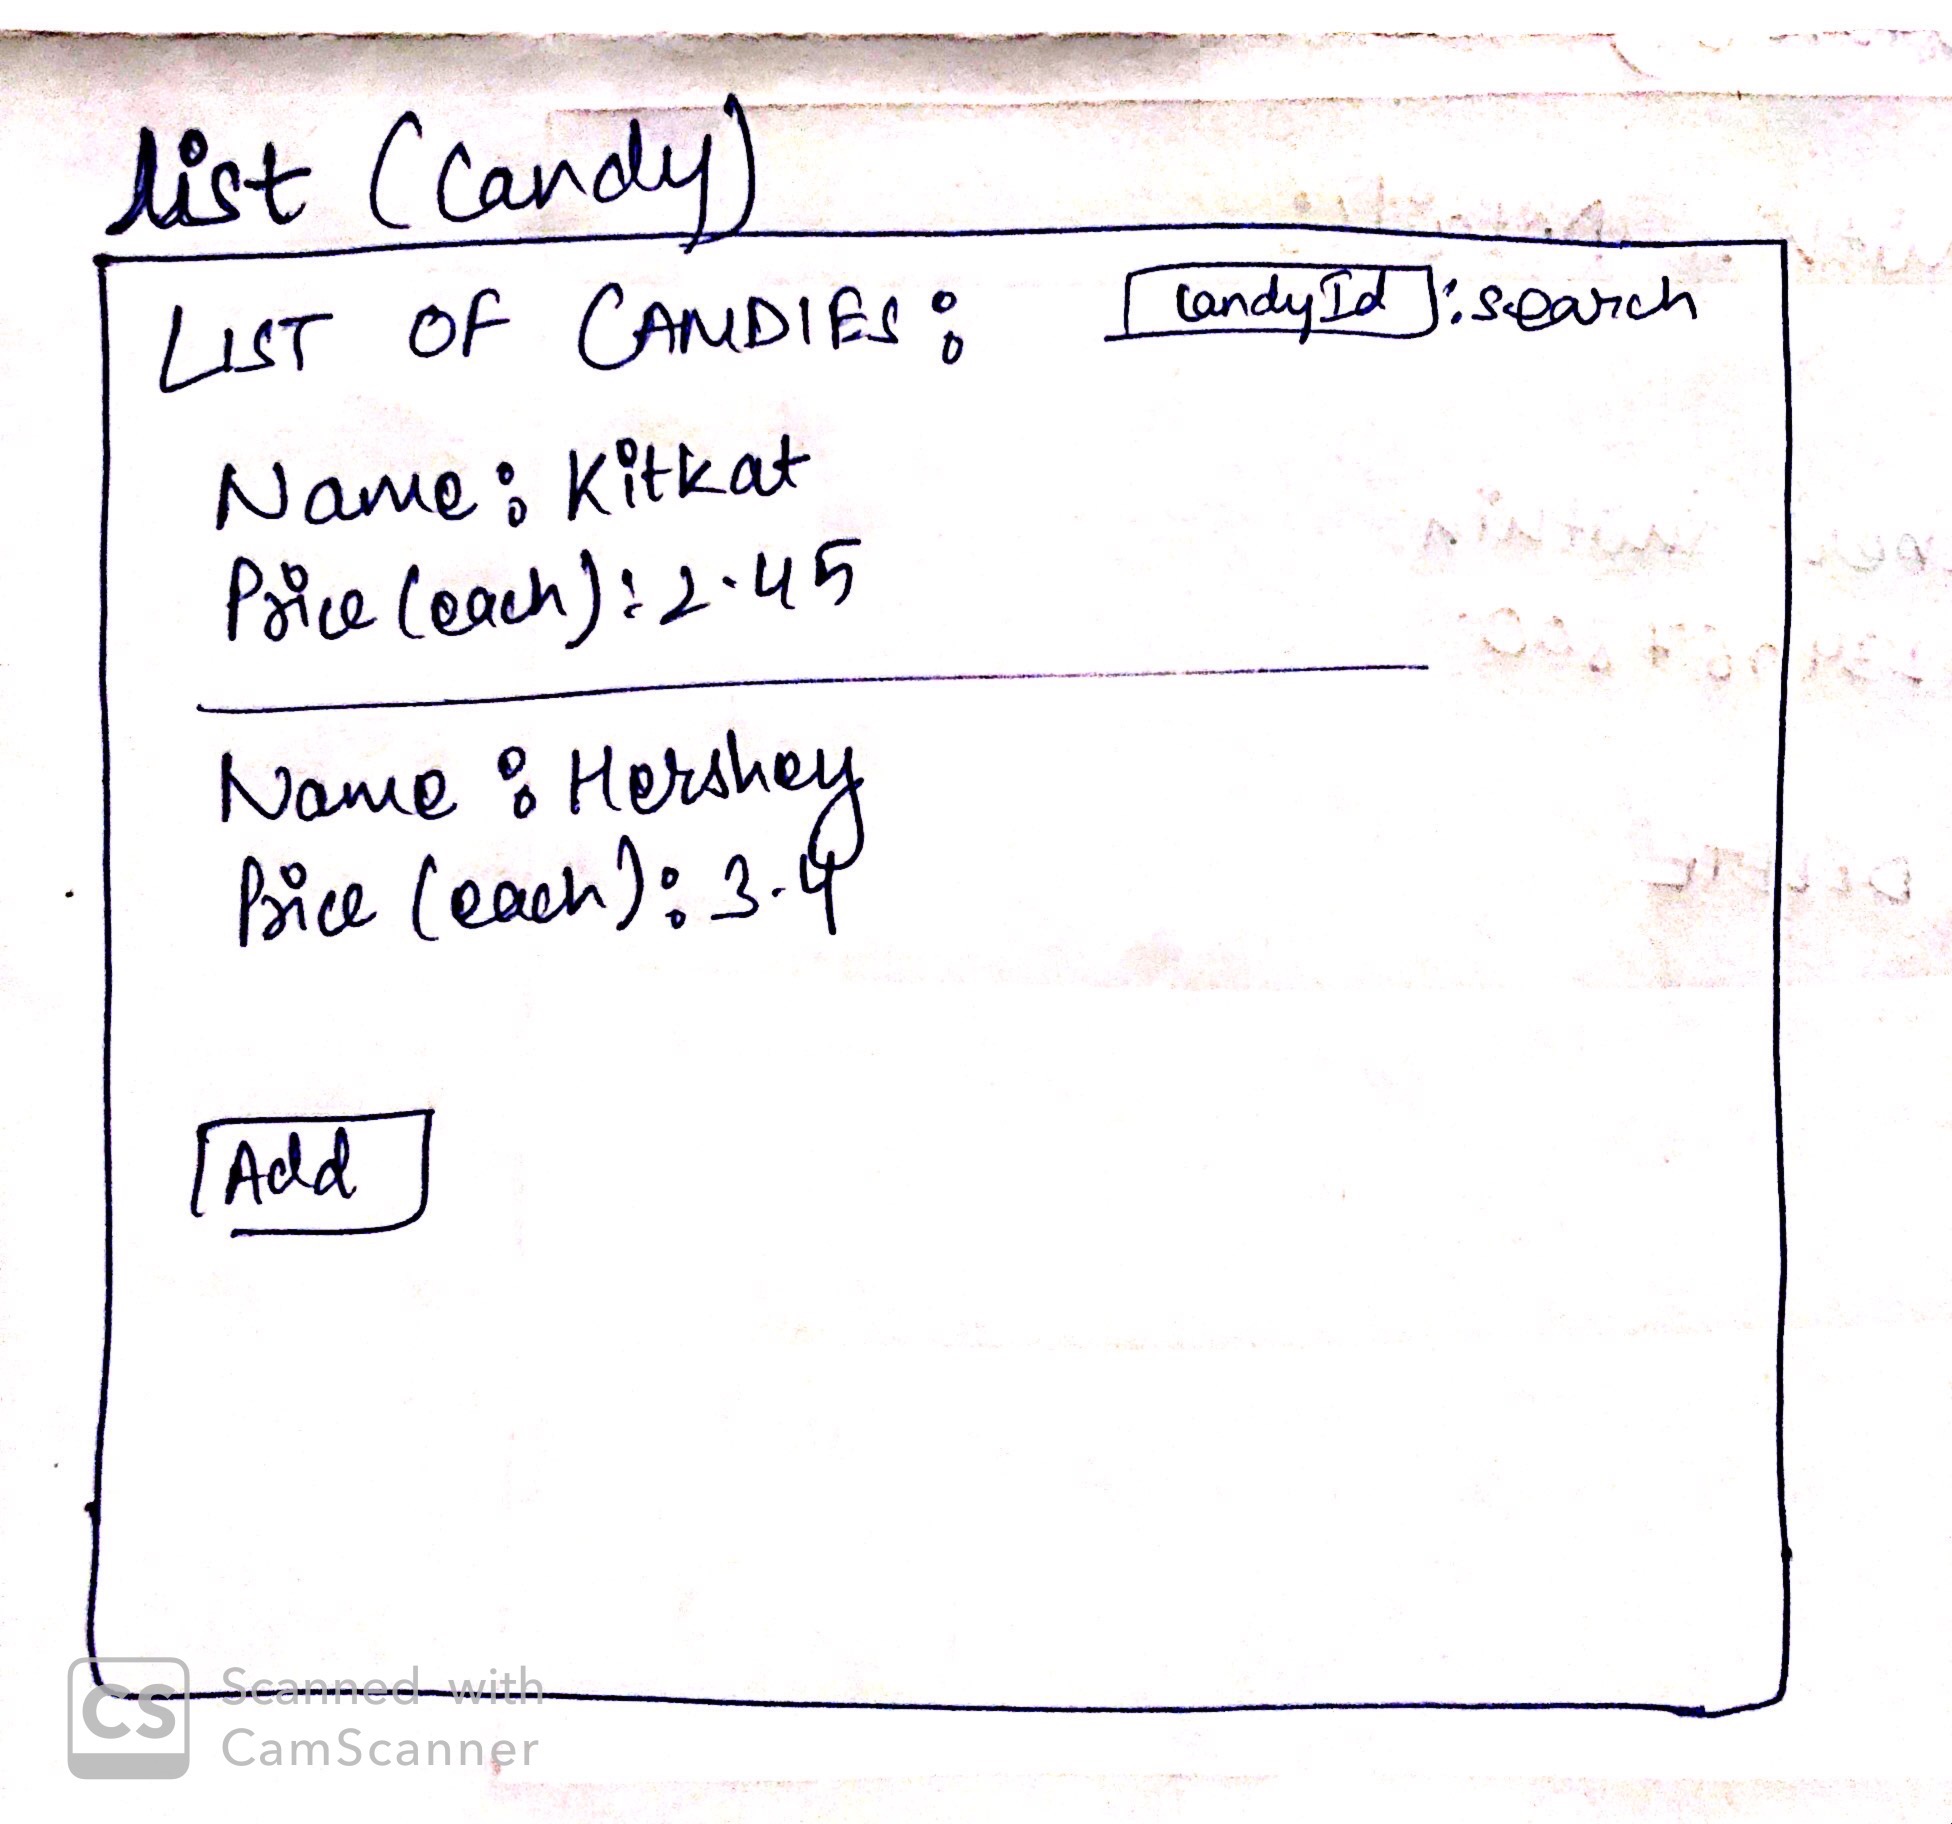 list (Candy)
LIST OF CANDIES: CandyId :search
Name: Kitkat
Price (each): 2.45
Name: Hershey
Price (each): 3.4
Add
CS Scanned with
CamScanner